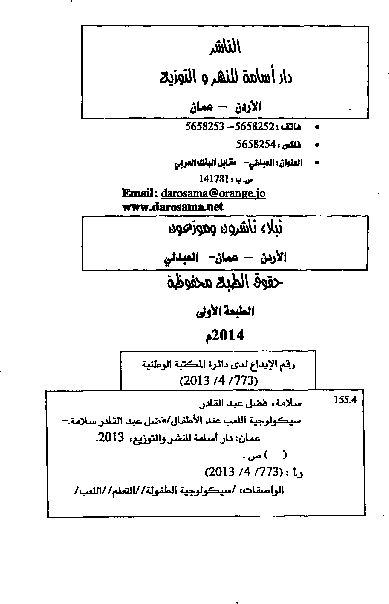 الناشر
دار أسامة للنشر و التوزيع
الأردن – عمان
• هاتف : 5658252 – 5658253
• فاكس : 5658254
• العنوان: العبدلي – مقابل البنك العربي
ص. ب : 141781
Email: darosama@orange.jo
www.darosama.net
نبلاء ناشرون وموزعون
الأردن – عمان – العبدلي
حقوق الطبع محفوظة
الطبعة الأولى
2014م
رقم الإيداع لدى دائرة المكتبة الوطنية
(2013 /4 /773)
155.4
سلامة، فضل عبد القادر
سيكولوجية اللعب عند الأطفال/فضل عبد القادر سلامة.–
عمان: دار أسامة للنشر والتوزيع، 2013.
( ) ص .
را : (2013 /4 /773)
الواصفات: /سيكولوجية الطفولة//التعلم//اللعب/